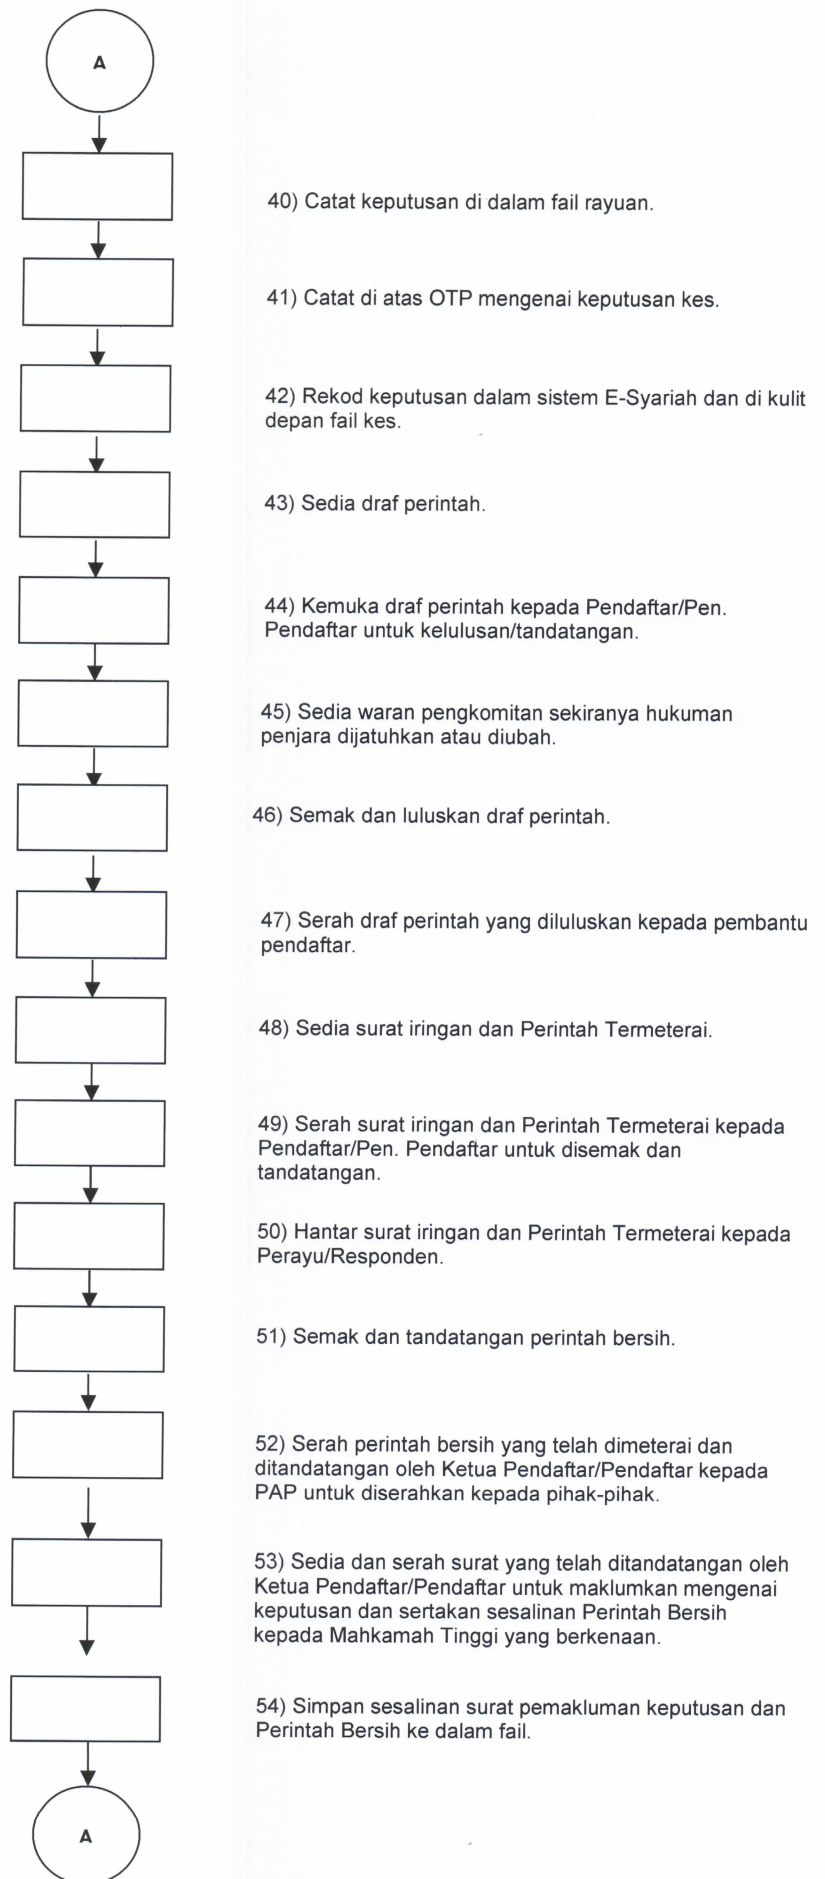 A
40) Catat keputusan di dalam fail rayuan.
41) Catat di atas OTP mengenai keputusan kes.
42) Rekod keputusan dalam sistem E-Syariah dan di kulit
depan fail kes.
43) Sedia draf perintah.
44) Kemuka draf perintah kepada Pendaftar/Pen.
Pendaftar untuk kelulusan/tandatangan.
45) Sedia waran pengkomitan sekiranya hukuman
penjara dijatuhkan atau diubah.
46) Semak dan luluskan draf perintah.
47) Serah draf perintah yang diluluskan kepada pembantu
pendaftar.
48) Sedia surat iringan dan Perintah Termeterai.
49) Serah surat iringan dan Perintah Termeterai kepada
Pendaftar/Pen. Pendaftar untuk disemak dan
tandatangan.
50) Hantar surat iringan dan Perintah Termeterai kepada
Perayu/Responden.
51) Semak dan tandatangan perintah bersih.
52) Serah perintah bersih yang telah dimeterai dan
ditandatangan oleh Ketua Pendaftar/Pendaftar kepada
PAP untuk diserahkan kepada pihak-pihak.
53) Sedia dan serah surat yang telah ditandatangan oleh
Ketua Pendaftar/Pendaftar untuk maklumkan mengenai
keputusan dan sertakan sesalinan Perintah Bersih
kepada Mahkamah Tinggi yang berkenaan.
54) Simpan sesalinan surat pemakluman keputusan dan
Perintah Bersih ke dalam fail.
A